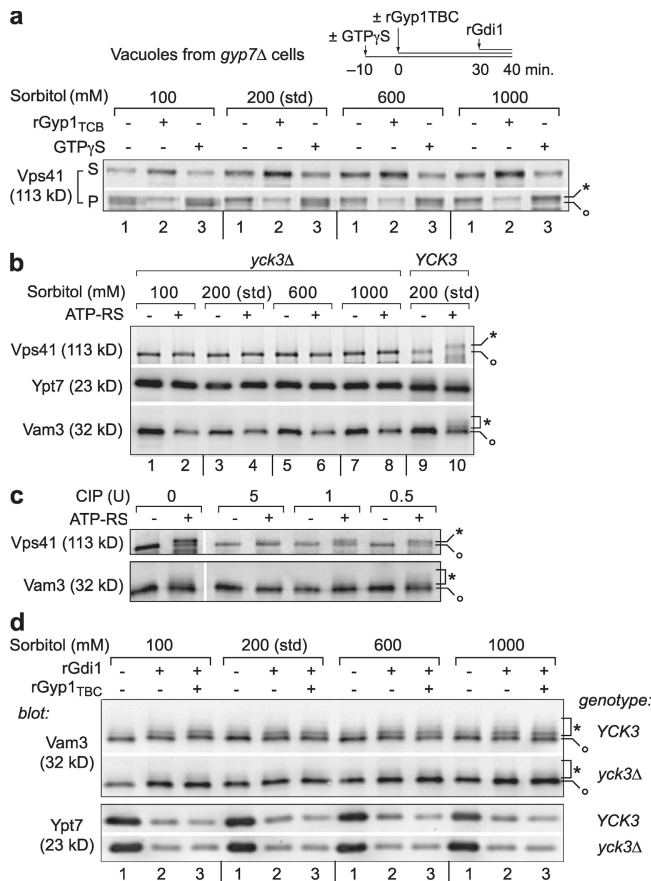 a
± rGyp1TBC
± GTPγS
rGdi1
Vacuoles from gyp7Δ cells
–10 0 30 40 min.
Sorbitol (mM) 100 200 (std) 600 1000
rGyp1TCB - + - - + - - + - - + -
GTPγS - - + - - + - - + - - +
Vps41 (113 kD) S P * °
1 2 3 1 2 3 1 2 3 1 2 3
b
yck3Δ YCK3
Sorbitol (mM) 100 200 (std) 600 1000 200 (std)
ATP-RS - + - + - + - + - +
Vps41 (113 kD) * °
Ypt7 (23 kD)
Vam3 (32 kD) * °
1 2 3 4 5 6 7 8 9 10
c
CIP (U) 0 5 1 0.5
ATP-RS - + - + - + - +
Vps41 (113 kD) * °
Vam3 (32 kD) * °
d
Sorbitol (mM) 100 200 (std) 600 1000
rGdi1 - + + - + + - + + - + +
rGyp1TBC - - + - - + - - + - - +
blot: genotype:
Vam3 (32 kD) * ° YCK3
* ° yck3Δ
Ypt7 (23 kD) YCK3
yck3Δ
1 2 3 1 2 3 1 2 3 1 2 3